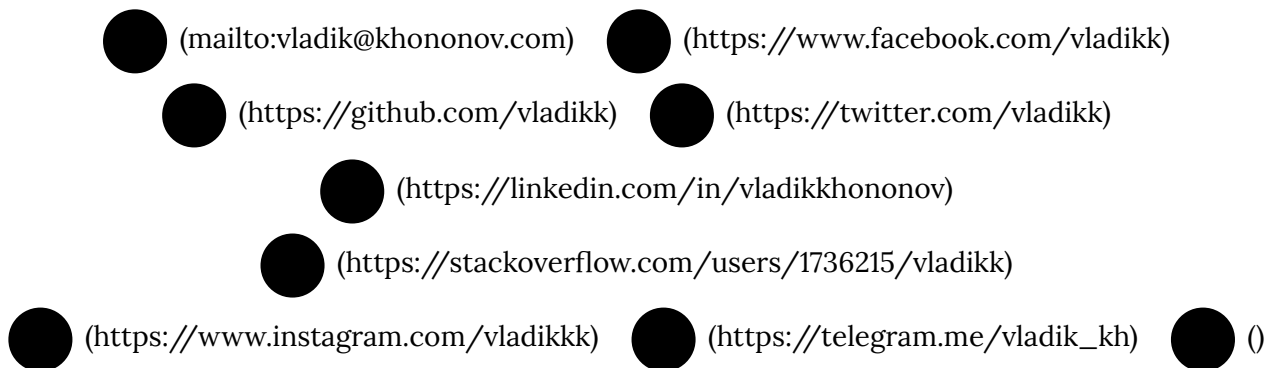 (mailto:vladik@khononov.com) (https://www.facebook.com/vladikk)
(https://github.com/vladikk) (https://twitter.com/vladikk)
(https://linkedin.com/in/vladikkhononov)
(https://stackoverflow.com/users/1736215/vladikk)
(https://www.instagram.com/vladikkk) (https://telegram.me/vladik_kh) ()